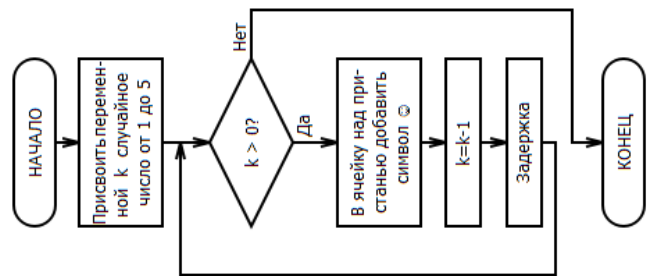 НАЧАЛО
Присвоить перемен-
ной k случайное
число от 1 до 5
k > 0?
Нет
Да
В ячейку над при-
станью добавить
символ ☺
k=k-1
Задержка
КОНЕЦ